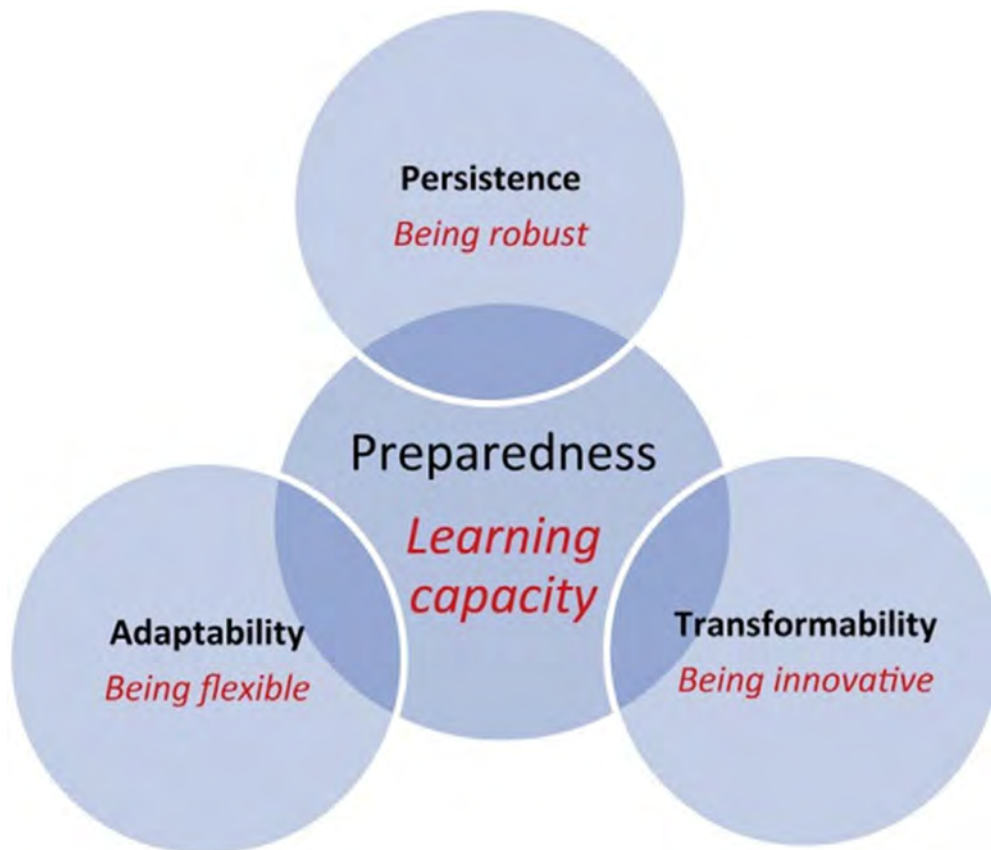 Persistence
Being robust
Preparedness
Learning
capacity
Adaptability
Being flexible
Transformability
Being innovative